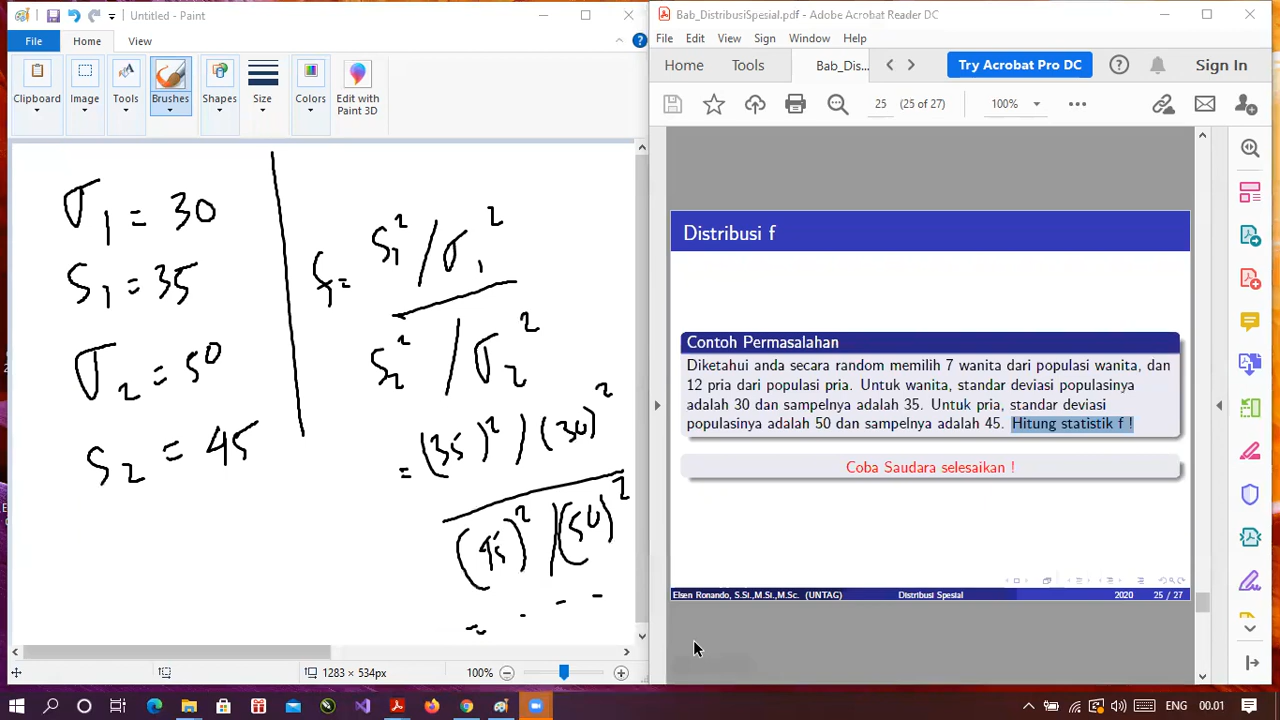 Untitled - Paint
File Home View
Clipboard Image Tools Brushes Shapes Size Colors Edit with Paint 3D
σ1 = 30
S1 = 35
σ2 = 50
S2 = 45
f = S1² / σ1²
S2² / σ2²
= (35)² / (30)²
(45)² / (50)²
= - - -
1283 × 534px 100%
Bab_DistribusiSpesial.pdf - Adobe Acrobat Reader DC
File Edit View Sign Window Help
Home Tools Bab_Dis... Try Acrobat Pro DC Sign In
25 (25 of 27) 100%
Distribusi f
Contoh Permasalahan
Diketahui anda secara random memilih 7 wanita dari populasi wanita, dan
12 pria dari populasi pria. Untuk wanita, standar deviasi populasinya
adalah 30 dan sampelnya adalah 35. Untuk pria, standar deviasi
populasinya adalah 50 dan sampelnya adalah 45. Hitung statistik f !
Coba Saudara selesaikan !
Elsen Ronando, S.Si.,M.Si.,M.Sc. (UNTAG) Distribusi Spesial 2020 25 / 27
ENG 00.01